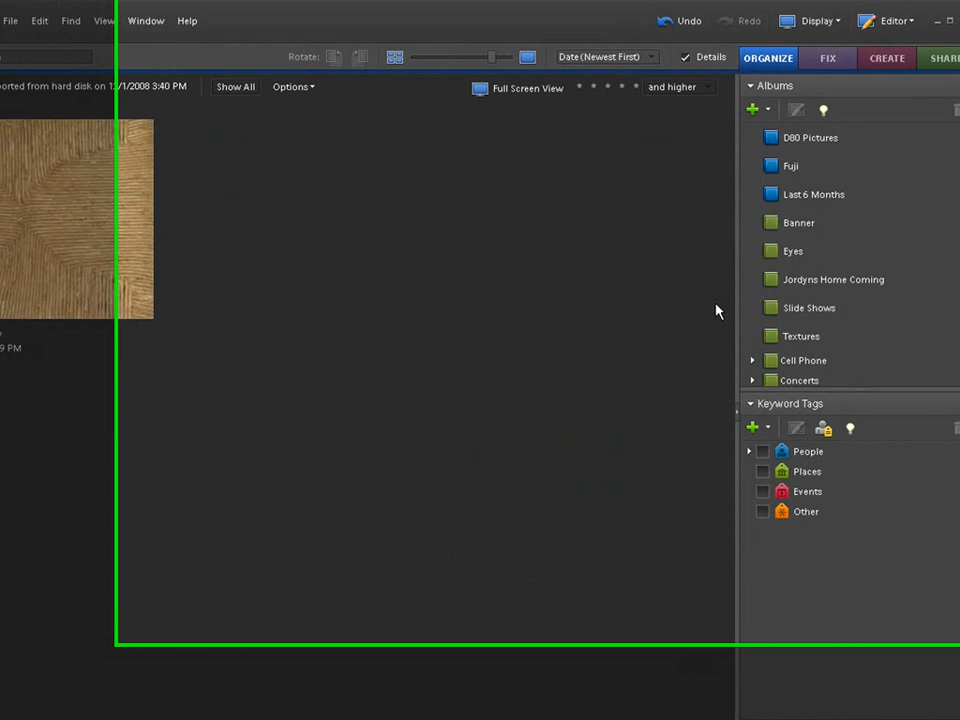 File Edit Find View Window Help Undo Redo Display Editor
Rotate: Date (Newest First) Details ORGANIZE FIX CREATE SHARE
ported from hard disk on 12/1/2008 3:40 PM Show All Options Full Screen View and higher
Albums
D80 Pictures
Fuji
Last 6 Months
Banner
Eyes
Jordyns Home Coming
Slide Shows
Textures
9 PM
Cell Phone
Concerts
Keyword Tags
People
Places
Events
Other